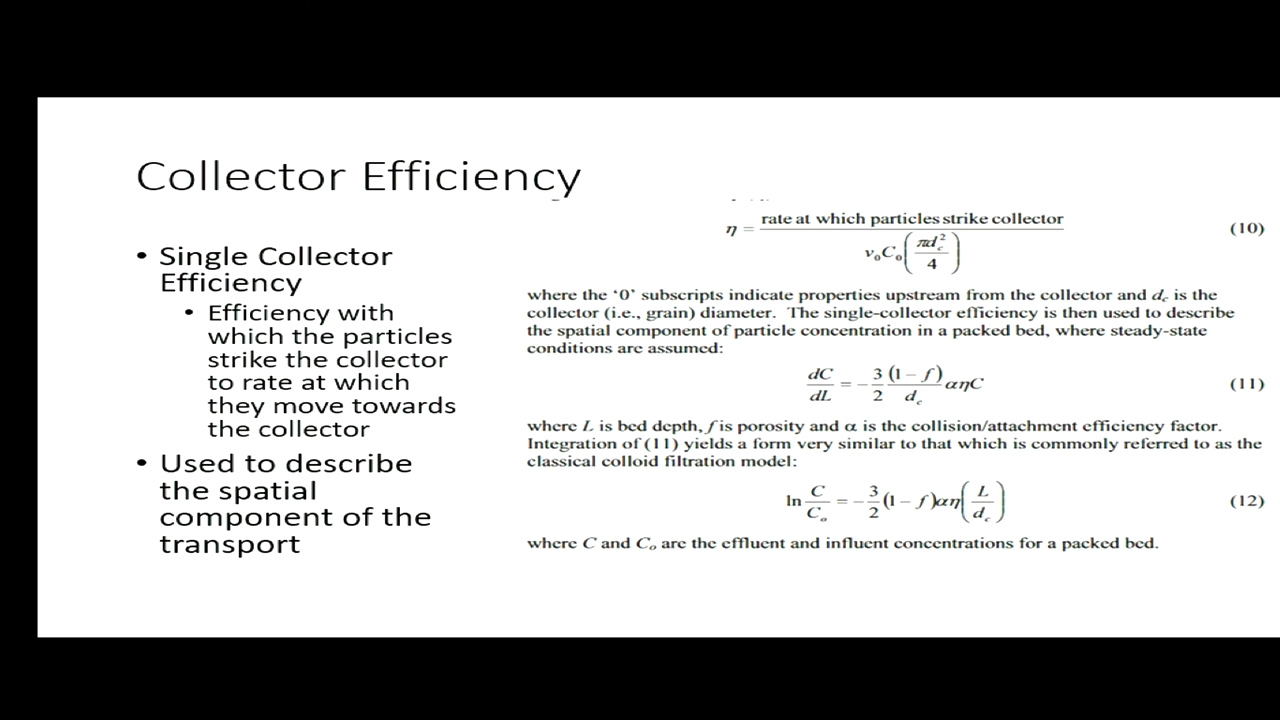 Collector Efficiency
• Single Collector
Efficiency
• Efficiency with
which the particles
strike the collector
to rate at which
they move towards
the collector
• Used to describe
the spatial
component of the
transport
η = rate at which particles strike collector / v₀C₀(πd_c²/4) (10)
where the ‘0’ subscripts indicate properties upstream from the collector and d_c is the
collector (i.e., grain) diameter. The single-collector efficiency is then used to describe
the spatial component of particle concentration in a packed bed, where steady-state
conditions are assumed:
dC/dL = − 3/2 (1 − f)/d_c αηC (11)
where L is bed depth, f is porosity and α is the collision/attachment efficiency factor.
Integration of (11) yields a form very similar to that which is commonly referred to as the
classical colloid filtration model:
ln C/C_o = − 3/2 (1 − f)αη(L/d_c) (12)
where C and C_o are the effluent and influent concentrations for a packed bed.